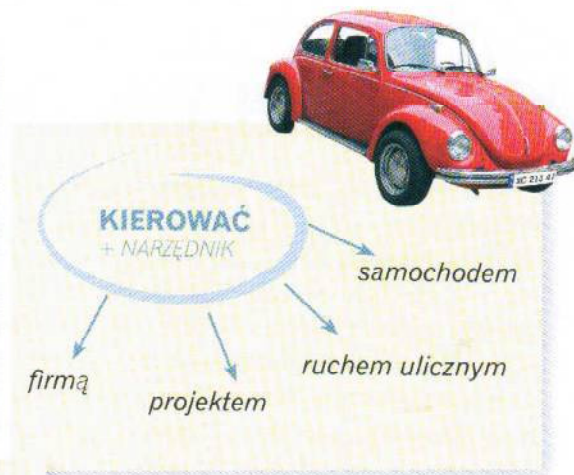 KIEROWAĆ
+ NARZĘDNIK
samochodem
ruchem ulicznym
projektem
firmą